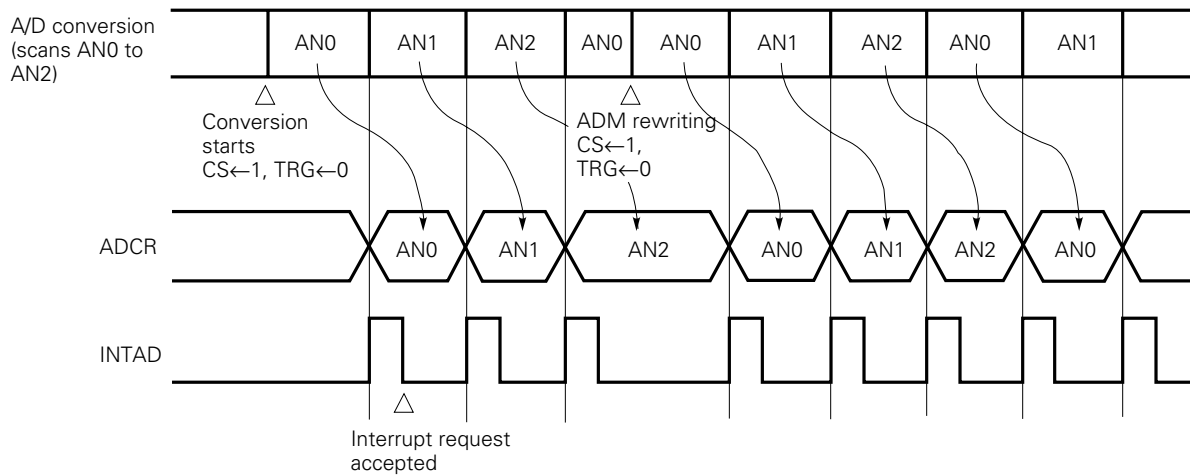 A/D conversion
(scans AN0 to
AN2)
AN0 AN1 AN2 AN0 AN0 AN1 AN2 AN0 AN1
Conversion
starts
CS←1, TRG←0
ADM rewriting
CS←1,
TRG←0
ADCR
AN0 AN1 AN2 AN0 AN1 AN2 AN0
INTAD
Interrupt request
accepted